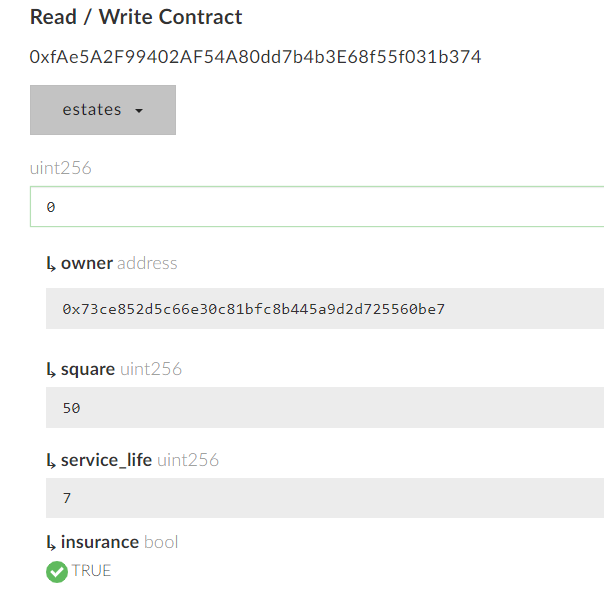 Read / Write Contract
0xfAe5A2F99402AF54A80dd7b4b3E68f55f031b374
estates
uint256
0
owner address
0x73ce852d5c66e30c81bfc8b445a9d2d725560be7
square uint256
50
service_life uint256
7
insurance bool
TRUE